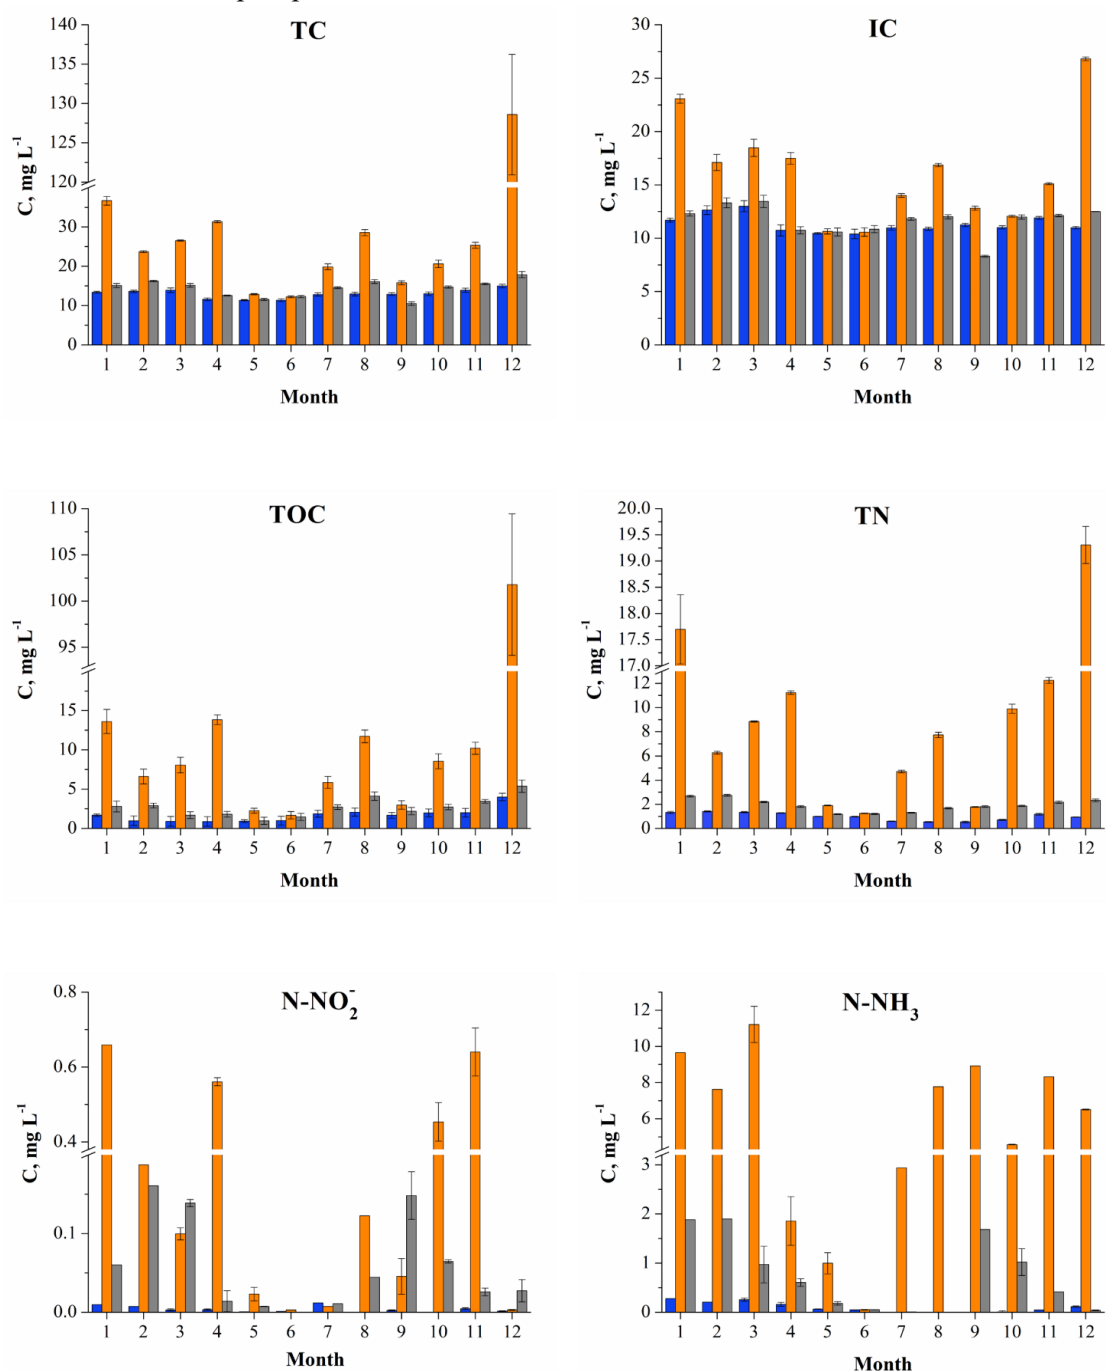 TC
C, mg L⁻¹
140
135
130
125
120
30
20
10
0
1 2 3 4 5 6 7 8 9 10 11 12
Month
IC
C, mg L⁻¹
30
25
20
15
10
5
0
1 2 3 4 5 6 7 8 9 10 11 12
Month
TOC
C, mg L⁻¹
110
105
100
95
15
10
5
0
1 2 3 4 5 6 7 8 9 10 11 12
Month
TN
C, mg L⁻¹
20.0
19.5
19.0
18.5
18.0
17.5
17.0
12
10
8
6
4
2
0
1 2 3 4 5 6 7 8 9 10 11 12
Month
N-NO₂⁻
C, mg L⁻¹
0.8
0.6
0.4
0.1
0.0
1 2 3 4 5 6 7 8 9 10 11 12
Month
N-NH₃
C, mg L⁻¹
12
10
8
6
3
2
1
0
1 2 3 4 5 6 7 8 9 10 11 12
Month